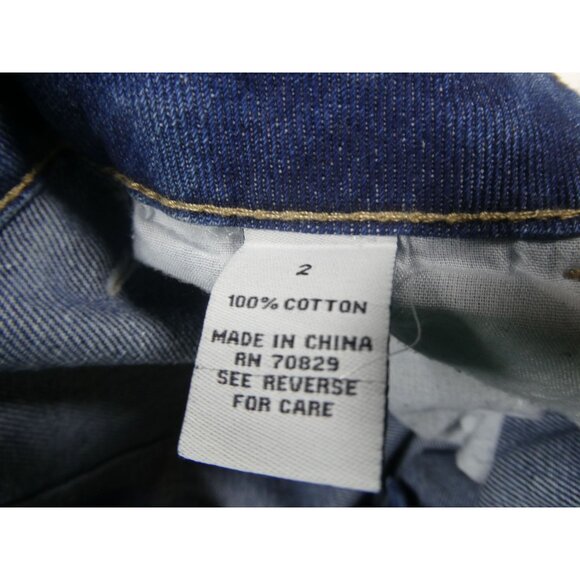 2
100% COTTON
MADE IN CHINA
RN 70829
SEE REVERSE
FOR CARE